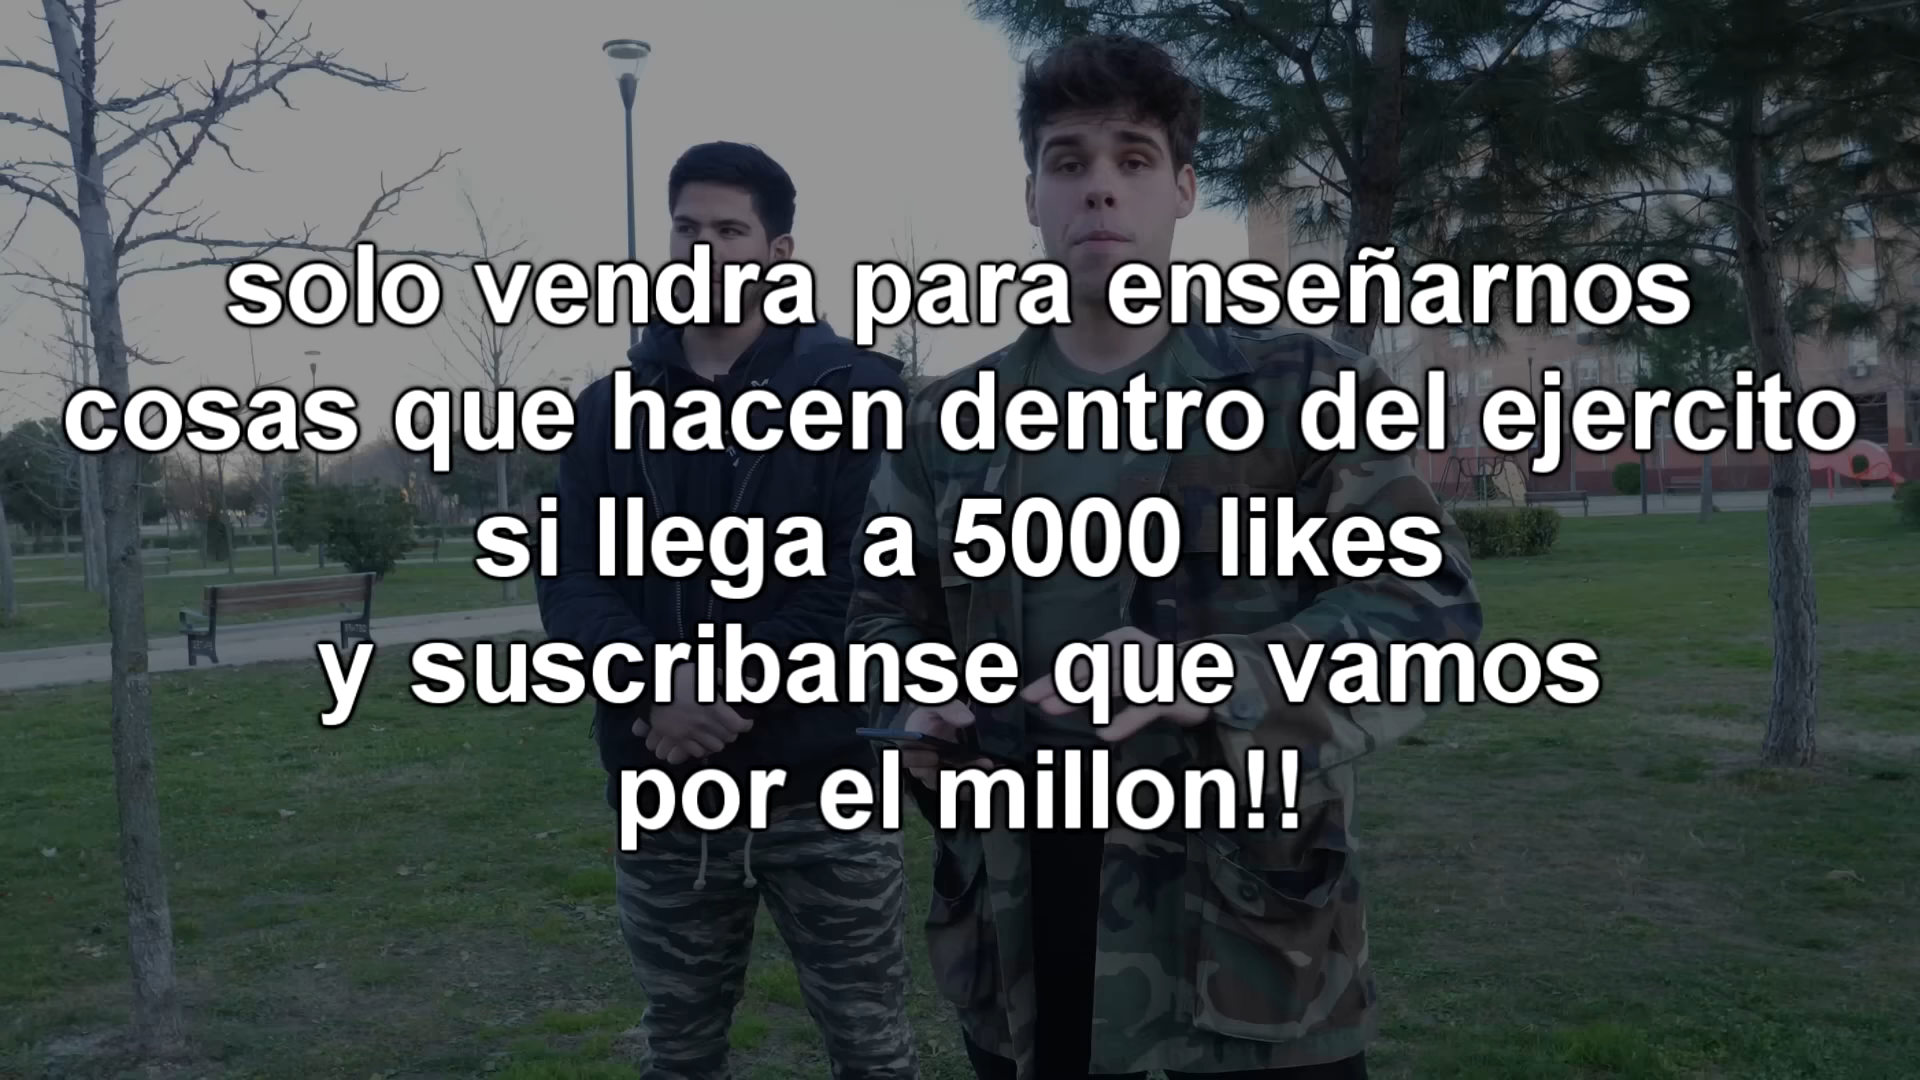 solo vendra para enseñarnos
cosas que hacen dentro del ejercito
si llega a 5000 likes
y suscribanse que vamos
por el millon!!